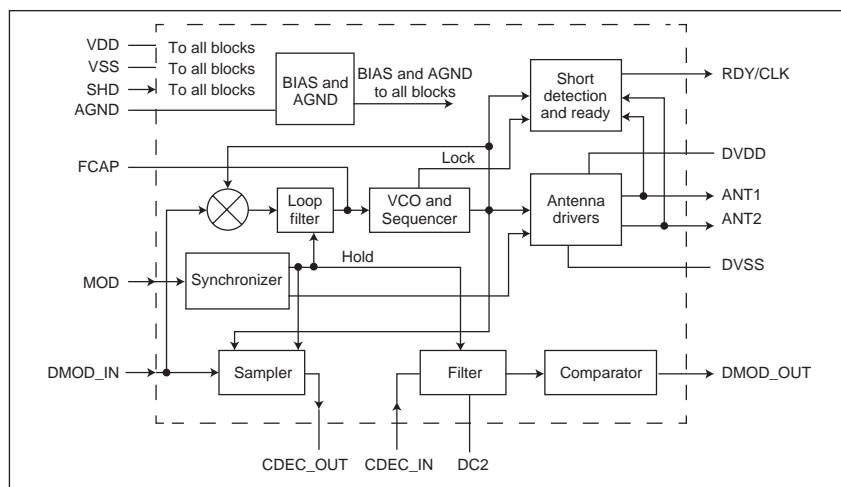 VDD
To all blocks
VSS
To all blocks
SHD
To all blocks
AGND
BIAS and
AGND
BIAS and AGND
to all blocks
Short
detection
and ready
RDY/CLK
FCAP
Lock
DVDD
Loop
filter
VCO and
Sequencer
Antenna
drivers
ANT1
ANT2
Hold
DVSS
MOD
Synchronizer
DMOD_IN
Sampler
Filter
Comparator
DMOD_OUT
CDEC_OUT
CDEC_IN
DC2